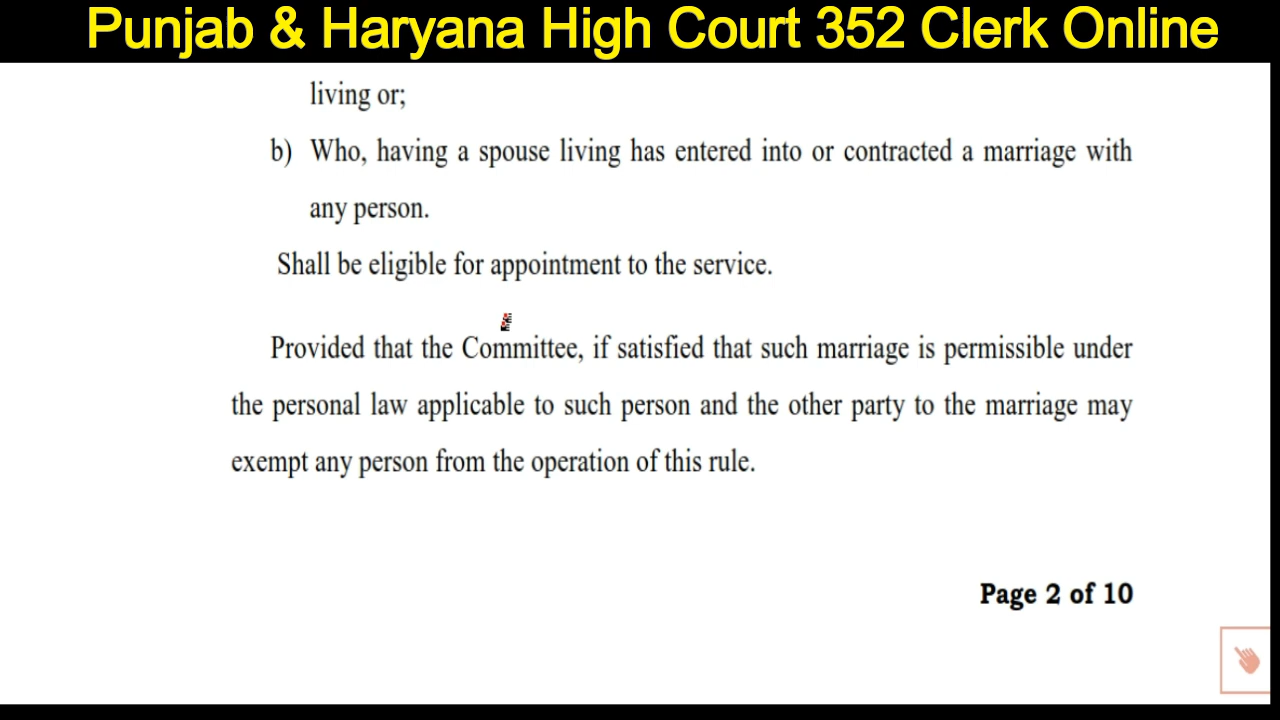 Punjab & Haryana High Court 352 Clerk Online
living or;
b) Who, having a spouse living has entered into or contracted a marriage with
any person.
Shall be eligible for appointment to the service.
Provided that the Committee, if satisfied that such marriage is permissible under
the personal law applicable to such person and the other party to the marriage may
exempt any person from the operation of this rule.
Page 2 of 10